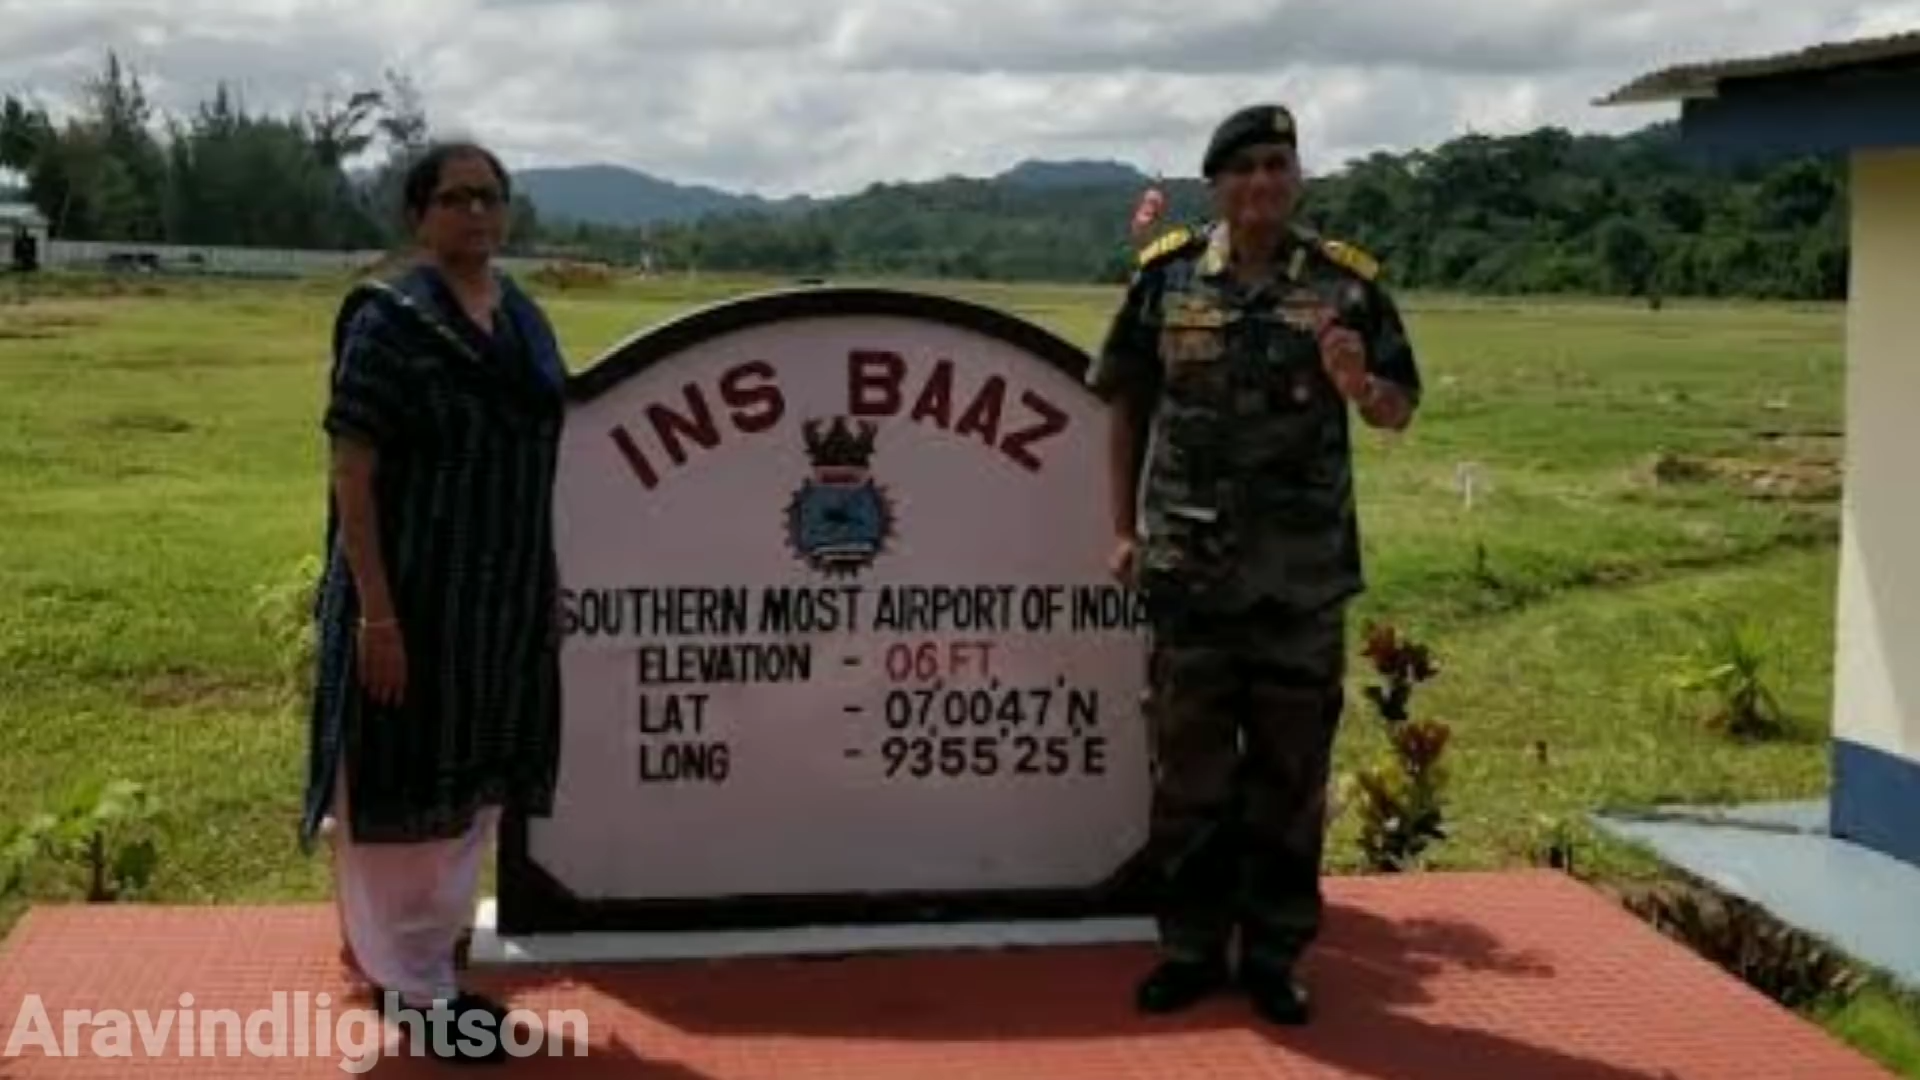 INS BAAZ
SOUTHERN MOST AIRPORT OF INDIA
ELEVATION - 06 FT
LAT - 07'00'47'N
LONG - 93'55'25'E
Aravindlightson